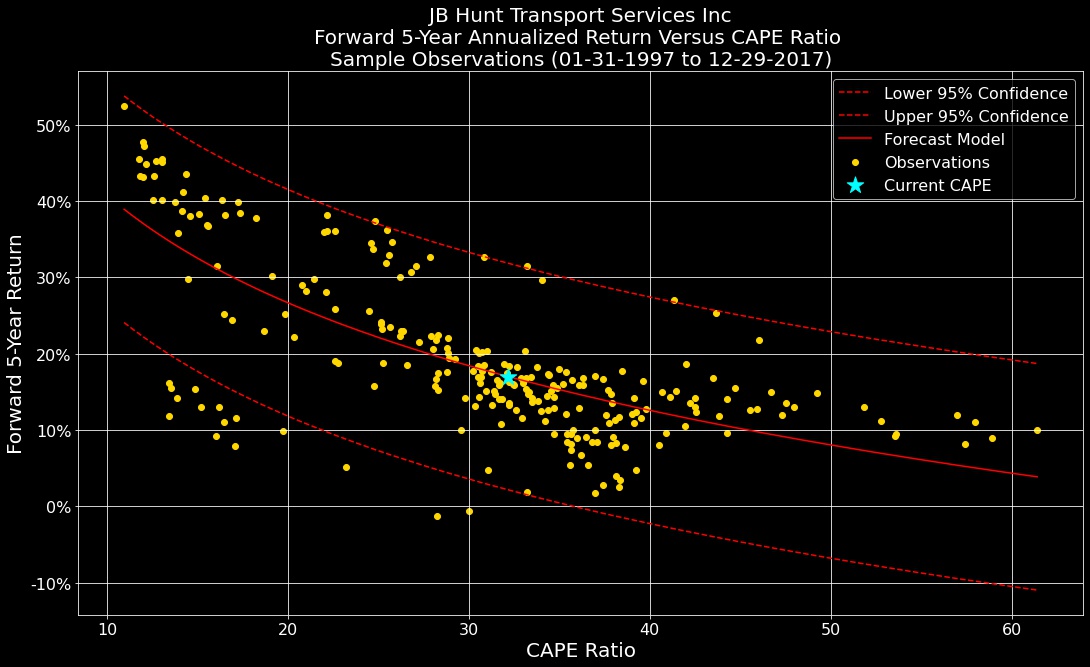 JB Hunt Transport Services Inc
Forward 5-Year Annualized Return Versus CAPE Ratio
Sample Observations (01-31-1997 to 12-29-2017)
Lower 95% Confidence
Upper 95% Confidence
Forecast Model
Observations
Current CAPE
Forward 5-Year Return
50%
40%
30%
20%
10%
0%
-10%
10 20 30 40 50 60
CAPE Ratio